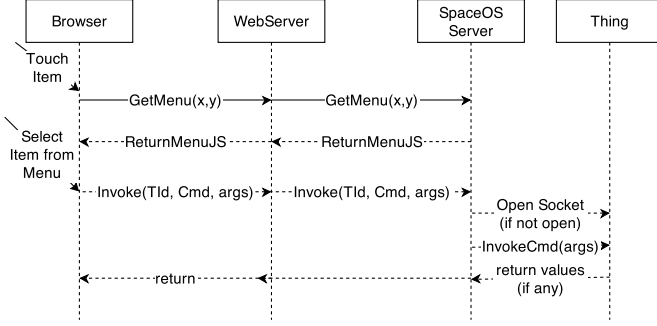 Browser
WebServer
SpaceOS
Server
Thing
Touch
Item
GetMenu(x,y)
GetMenu(x,y)
ReturnMenuJS
ReturnMenuJS
Select
Item from
Menu
Invoke(TId, Cmd, args)
Invoke(TId, Cmd, args)
Open Socket
(if not open)
InvokeCmd(args)
return
return values
(if any)